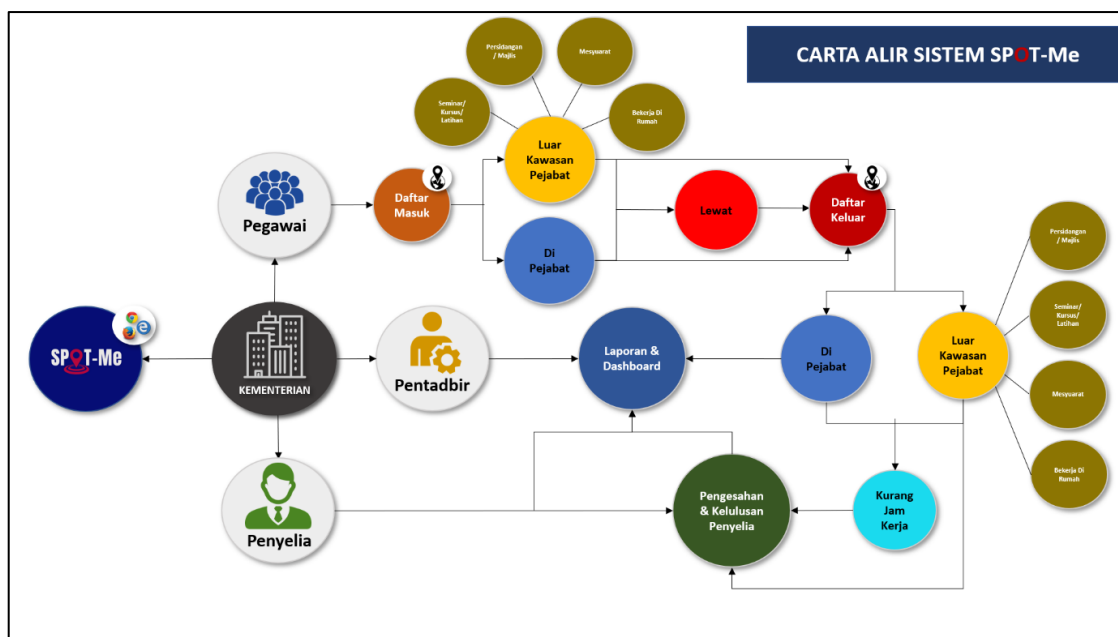 CARTA ALIR SISTEM SPOT-Me
Persidangan
/ Majlis
Mesyuarat
Seminar/
Kursus/
Latihan
Bekerja Di
Rumah
Luar
Kawasan
Pejabat
Pegawai
Daftar
Masuk
Lewat
Daftar
Keluar
Di
Pejabat
Persidangan
/ Majlis
Seminar/
Kursus/
Latihan
SPOT-Me
KEMENTERIAN
Pentadbir
Laporan &
Dashboard
Di
Pejabat
Luar
Kawasan
Pejabat
Mesyuarat
Bekerja Di
Rumah
Penyelia
Pengesahan
& Kelulusan
Penyelia
Kurang
Jam
Kerja